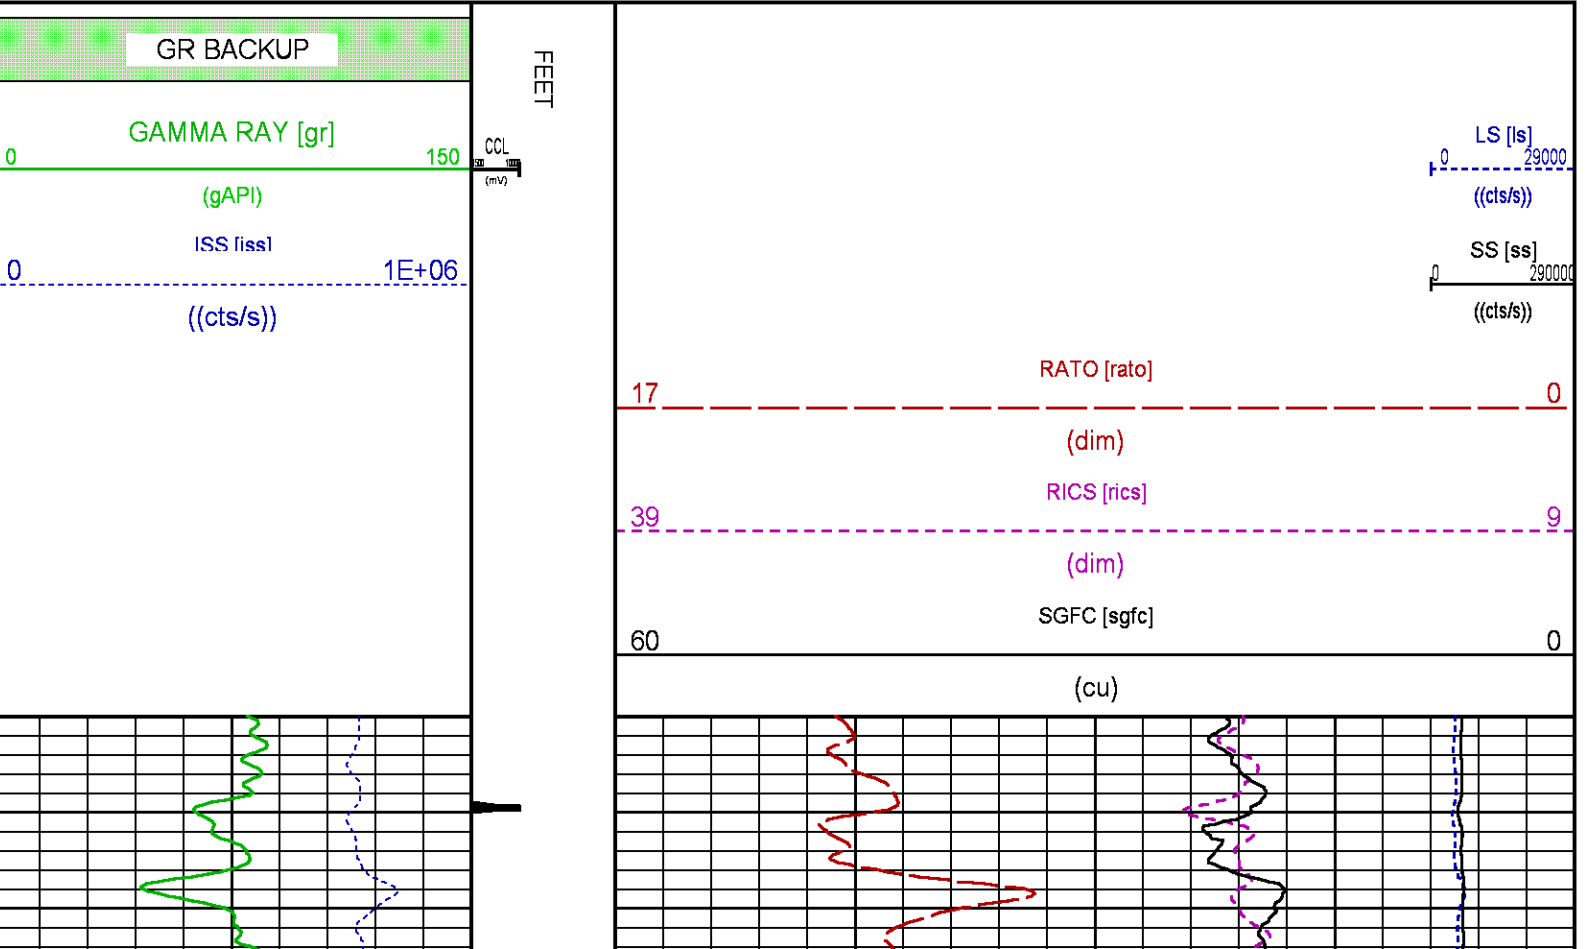 GR BACKUP
FEET
GAMMA RAY [gr]
0 150
(gAPI)
CCL
(mV)
ISS [iss]
0 1E+06
((cts/s))
LS [ls]
0 29000
((cts/s))
SS [ss]
0 290000
((cts/s))
RATO [rato]
17 0
(dim)
RICS [rics]
39 9
(dim)
SGFC [sgfc]
60 0
(cu)